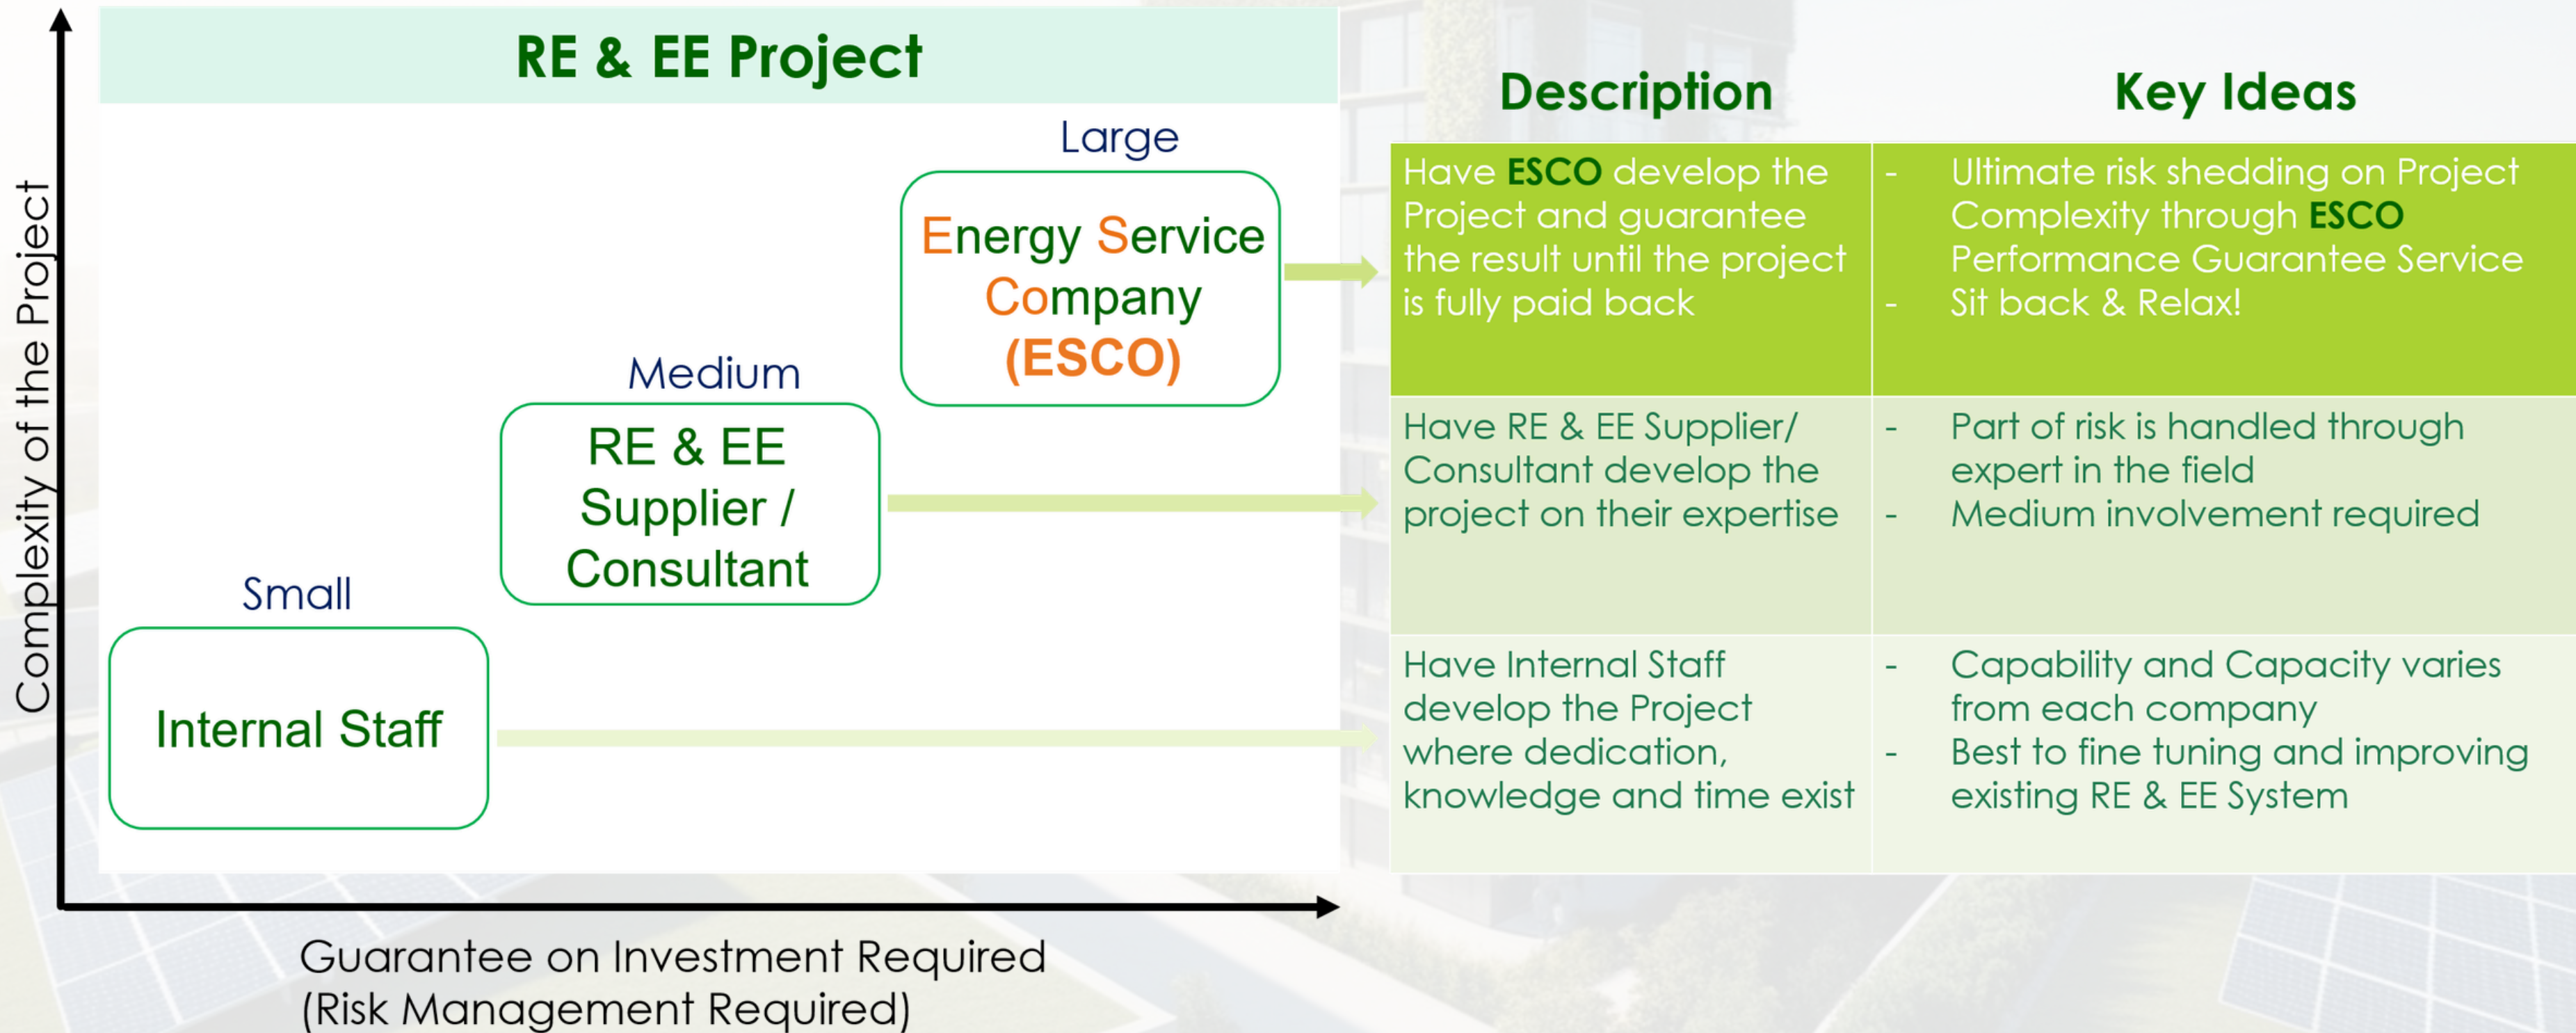 RE & EE Project
Complexity of the Project
Large
Energy Service
Company
(ESCO)
Medium
RE & EE
Supplier /
Consultant
Small
Internal Staff
Guarantee on Investment Required
(Risk Management Required)
Description
Key Ideas
Have ESCO develop the
Project and guarantee
the result until the project
is fully paid back
- Ultimate risk shedding on Project
Complexity through ESCO
Performance Guarantee Service
- Sit back & Relax!
Have RE & EE Supplier/
Consultant develop the
project on their expertise
- Part of risk is handled through
expert in the field
- Medium involvement required
Have Internal Staff
develop the Project
where dedication,
knowledge and time exist
- Capability and Capacity varies
from each company
- Best to fine tuning and improving
existing RE & EE System